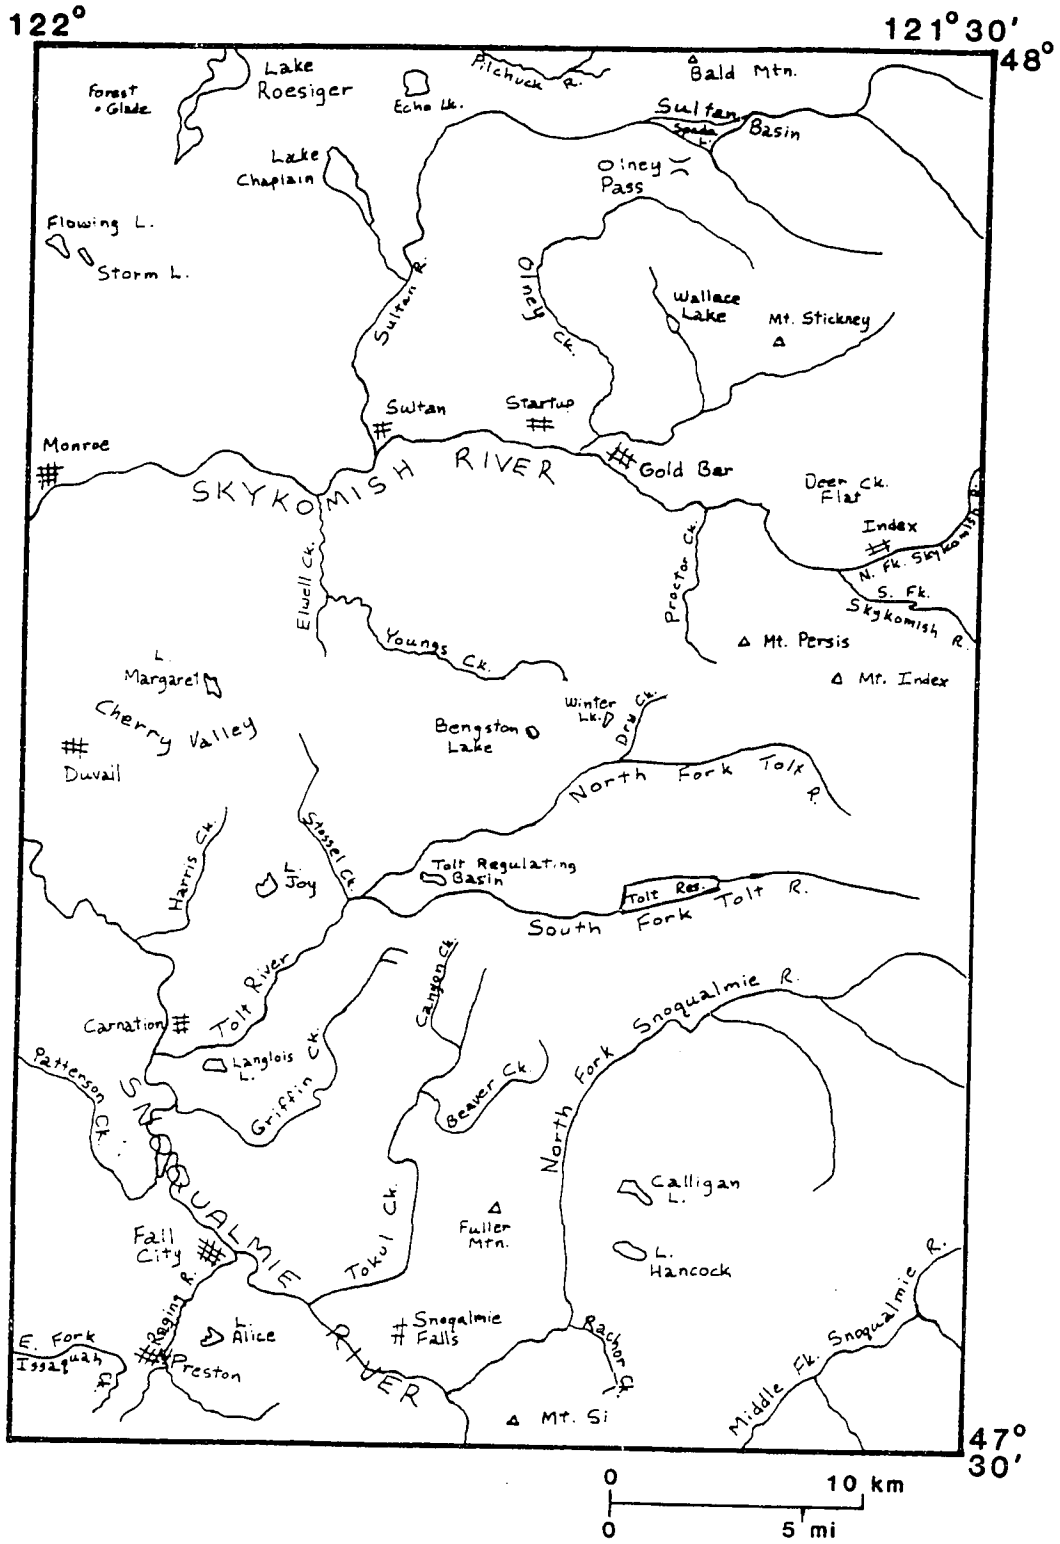 122°
121° 30'
48°
Lake
Roesiger
Forest
Glade
Echo Lk.
Pilchuck R.
Bald Mtn.
Sultan
Basin
Spada
L.
Lake
Chaplain
Olney
Pass
Flowing L.
Storm L.
Sultan R.
Olney Ck.
Wallace
Lake
Mt. Stickney
Sultan
Startup
Monroe
SKYKOMISH RIVER
Gold Bar
Deer Ck.
Flat
Index
N. Fk. Skykomish R.
S. Fk.
Skykomish R.
Elwell Ck.
Proctor Ck.
Youngs Ck.
Mt. Persis
Mt. Index
L.
Margaret
Cherry Valley
Duvall
Winter
Lk.
Dry Ck.
Bengston
Lake
North Fork Tolt R.
Harris Ck.
Stossel Ck.
L.
Joy
Tolt Regulating
Basin
Tolt Res.
South Fork Tolt R.
Tolt River
Canyon Ck.
North Fork Snoqualmie R.
Carnation
Langlois
L.
Griffin Ck.
Patterson Ck.
Beaver Ck.
SNOQUALMIE RIVER
Calligan
L.
Fuller
Mtn.
Tokul Ck.
Fall
City
L.
Hancock
Raging R.
L.
Alice
Snoqalmie
Falls
E. Fork
Issaquah Ck.
Preston
Rachor Ck.
Middle Fk. Snoqualmie R.
Mt. Si
47°
30'
0 10 km
0 5 mi